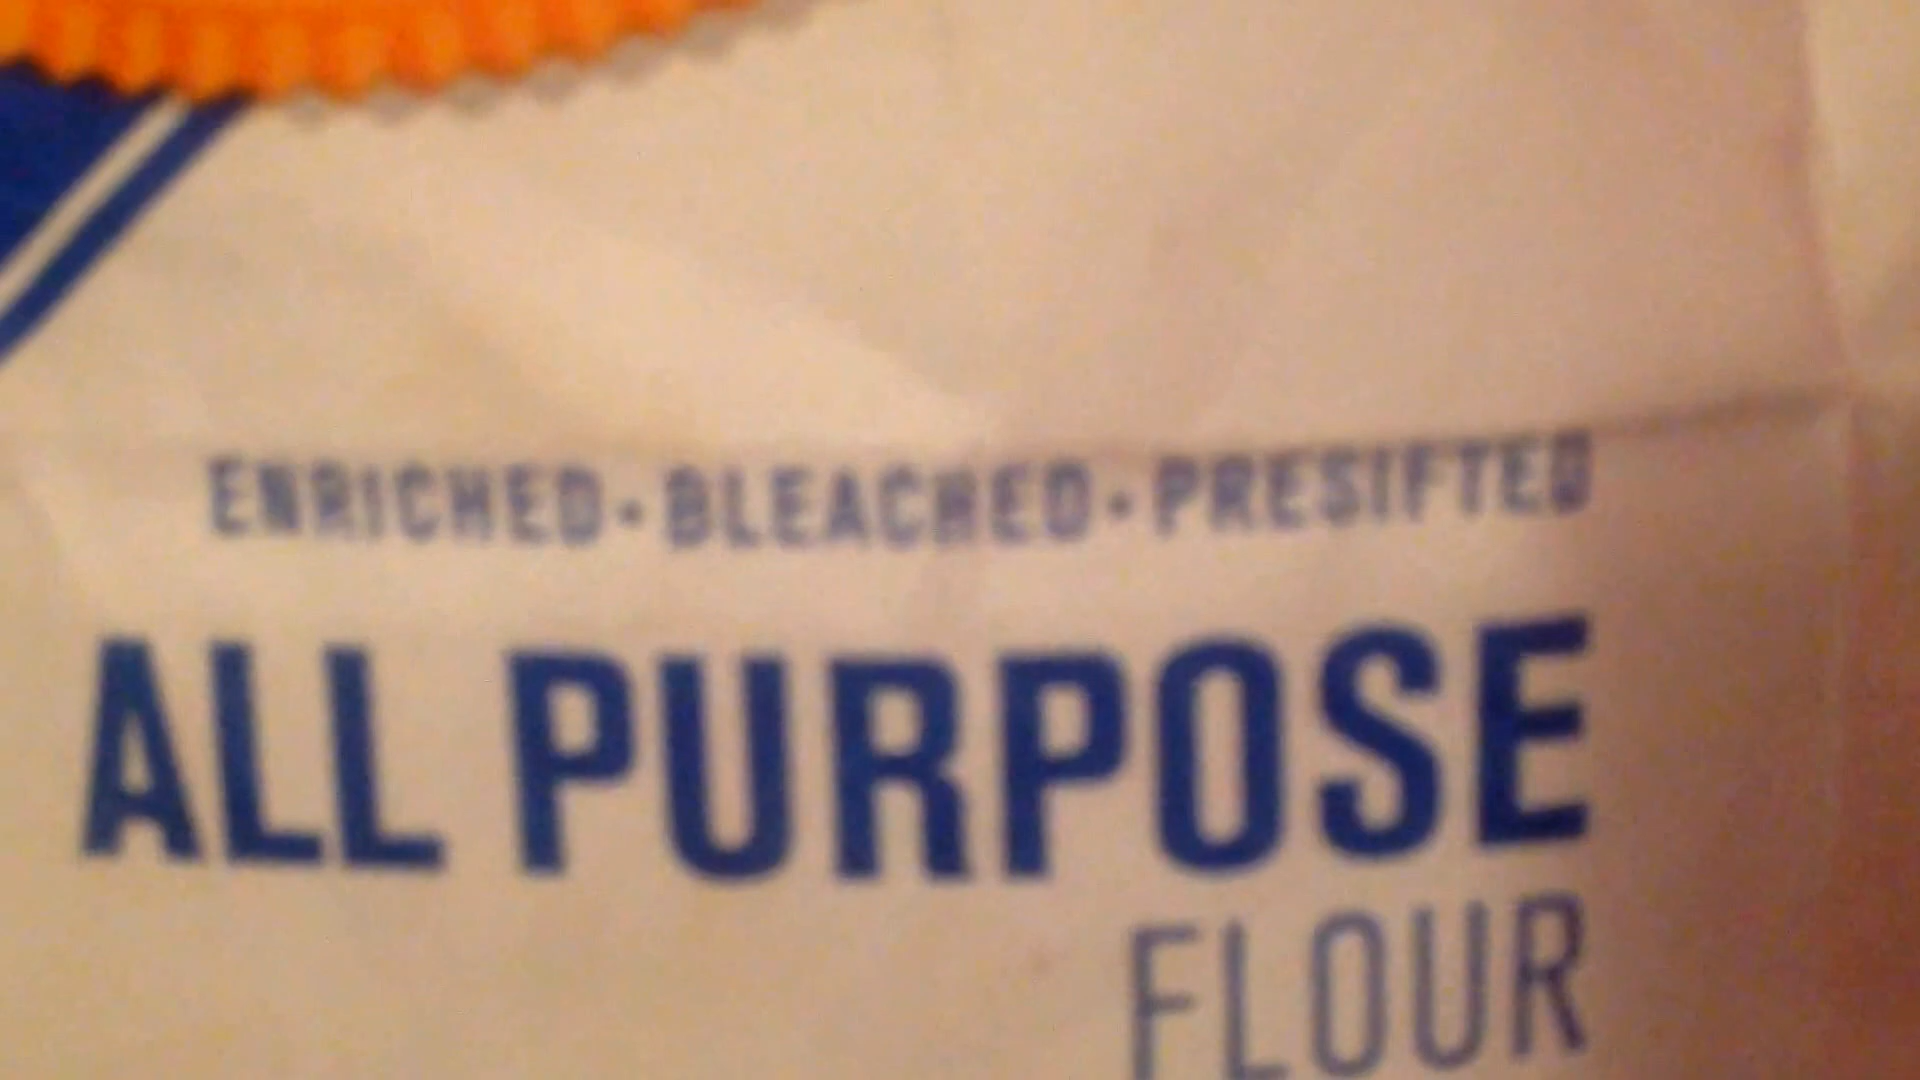 ENRICHED • BLEACHED • PRESIFTED
ALL PURPOSE
FLOUR